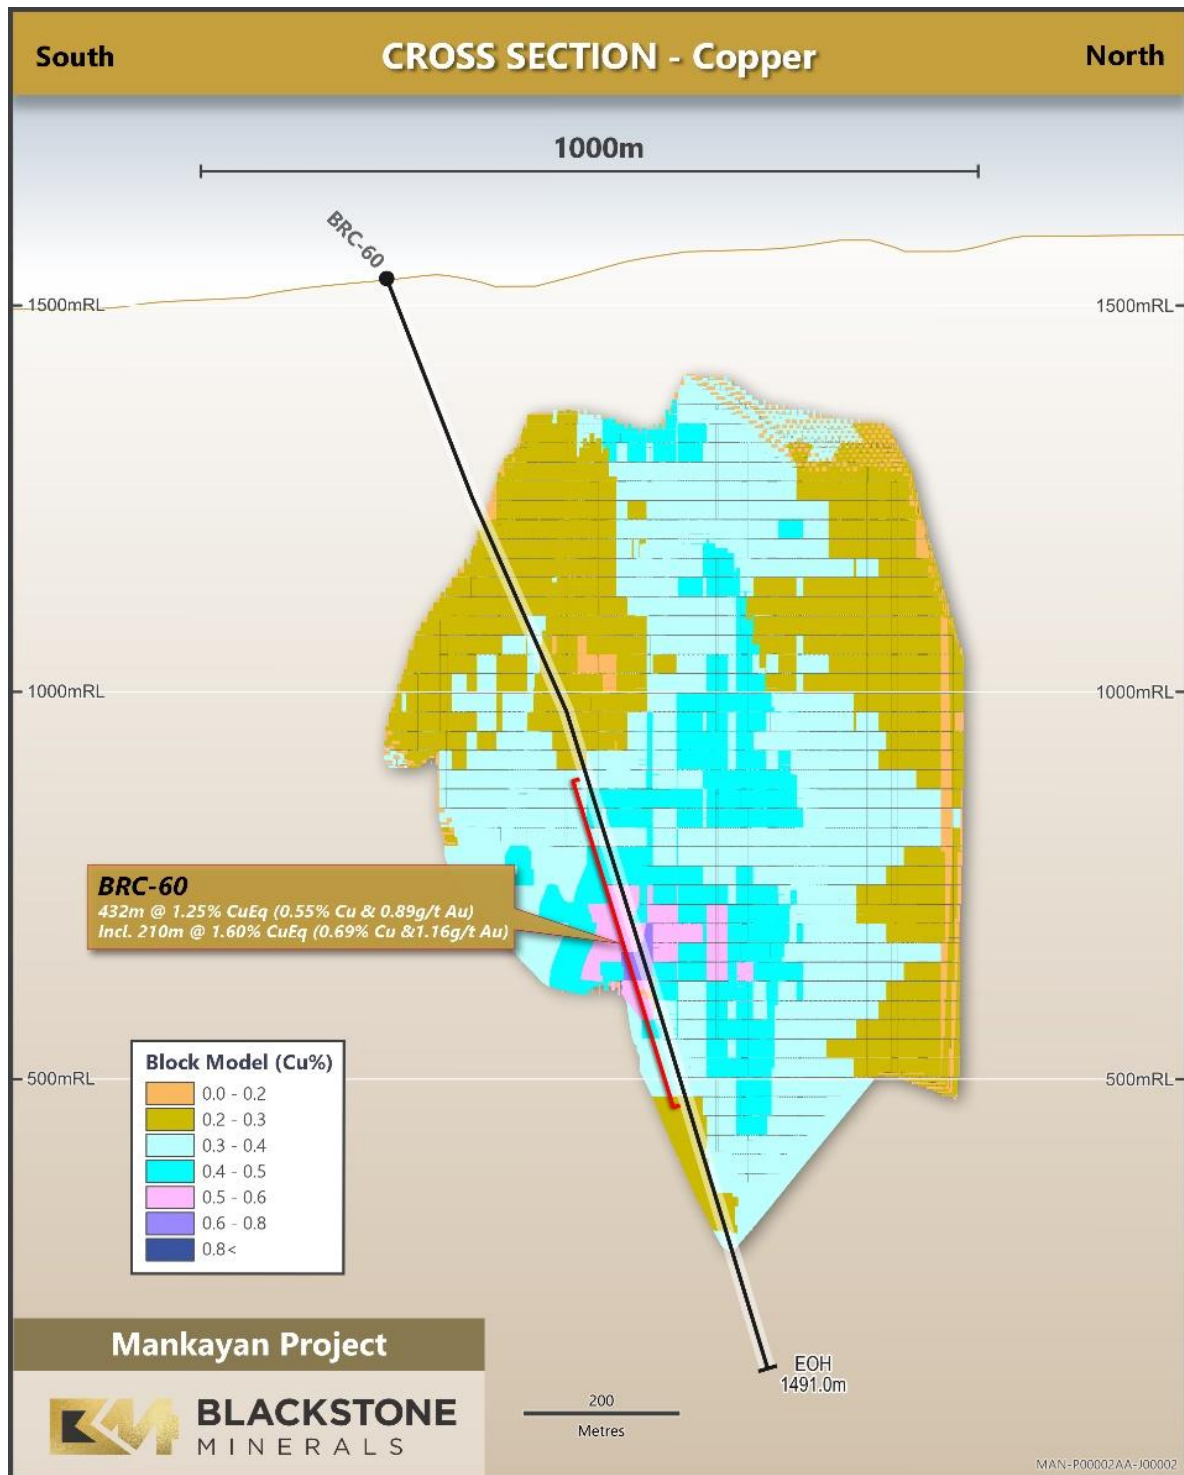 South
CROSS SECTION - Copper
North
1000m
BRC-60
1500mRL
1500mRL
1000mRL
1000mRL
BRC-60
432m @ 1.25% CuEq (0.55% Cu & 0.89g/t Au)
Incl. 210m @ 1.60% CuEq (0.69% Cu &1.16g/t Au)
500mRL
500mRL
Block Model (Cu%)
0.0 - 0.2
0.2 - 0.3
0.3 - 0.4
0.4 - 0.5
0.5 - 0.6
0.6 - 0.8
0.8<
Mankayan Project
BLACKSTONE
MINERALS
EOH
1491.0m
200
Metres
MAN-P00002AA-J00002